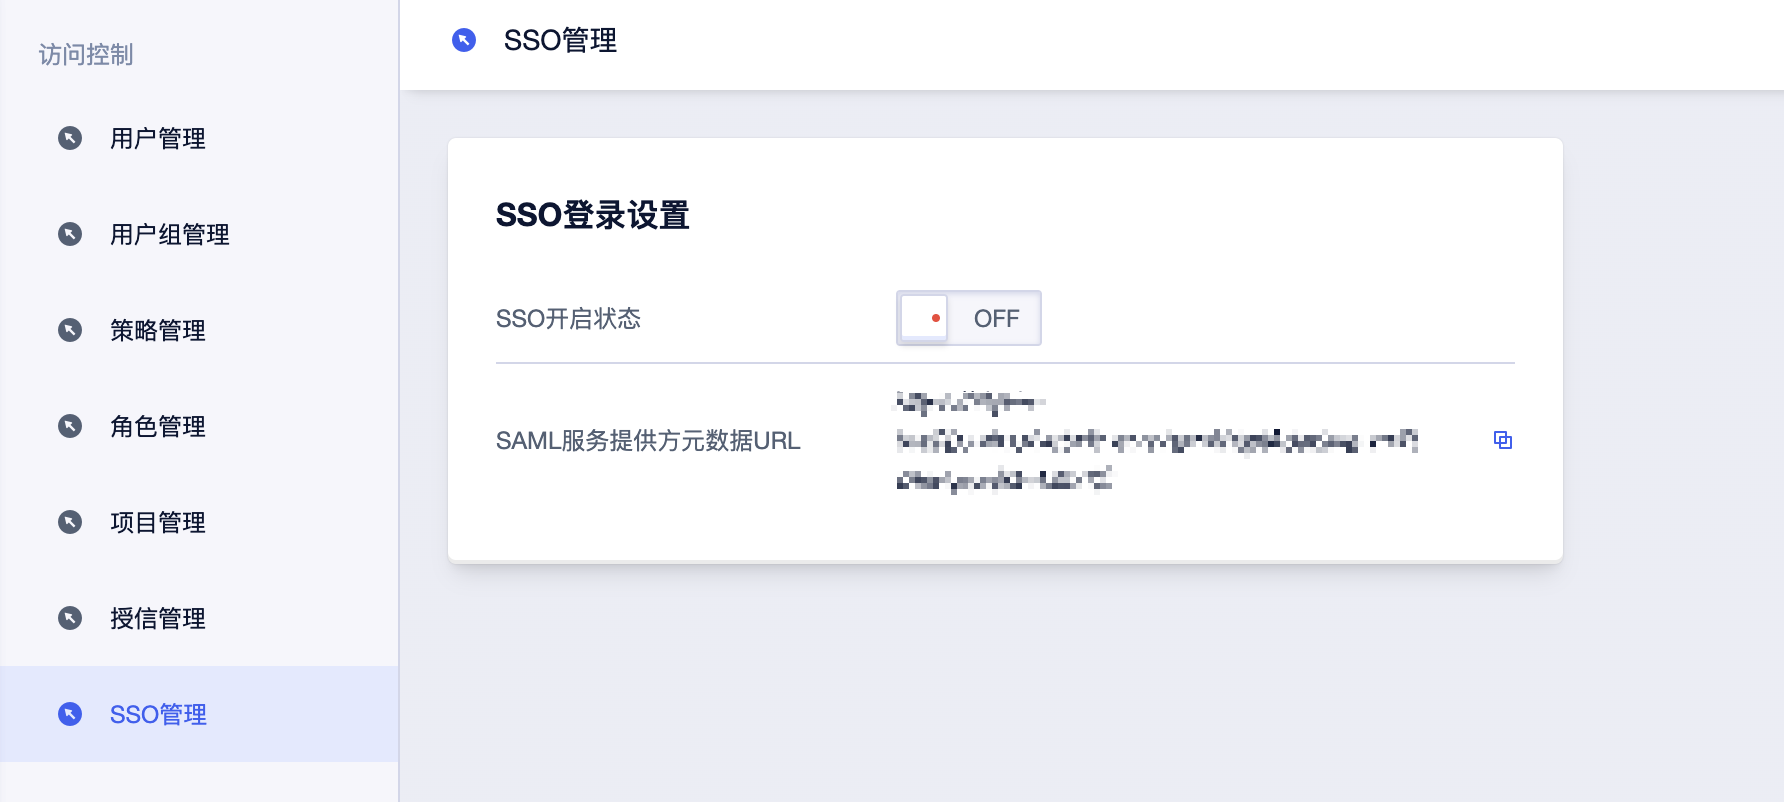 访问控制
用户管理
用户组管理
策略管理
角色管理
项目管理
授信管理
SSO管理
SSO管理
SSO登录设置
SSO开启状态
OFF
SAML服务提供方元数据URL